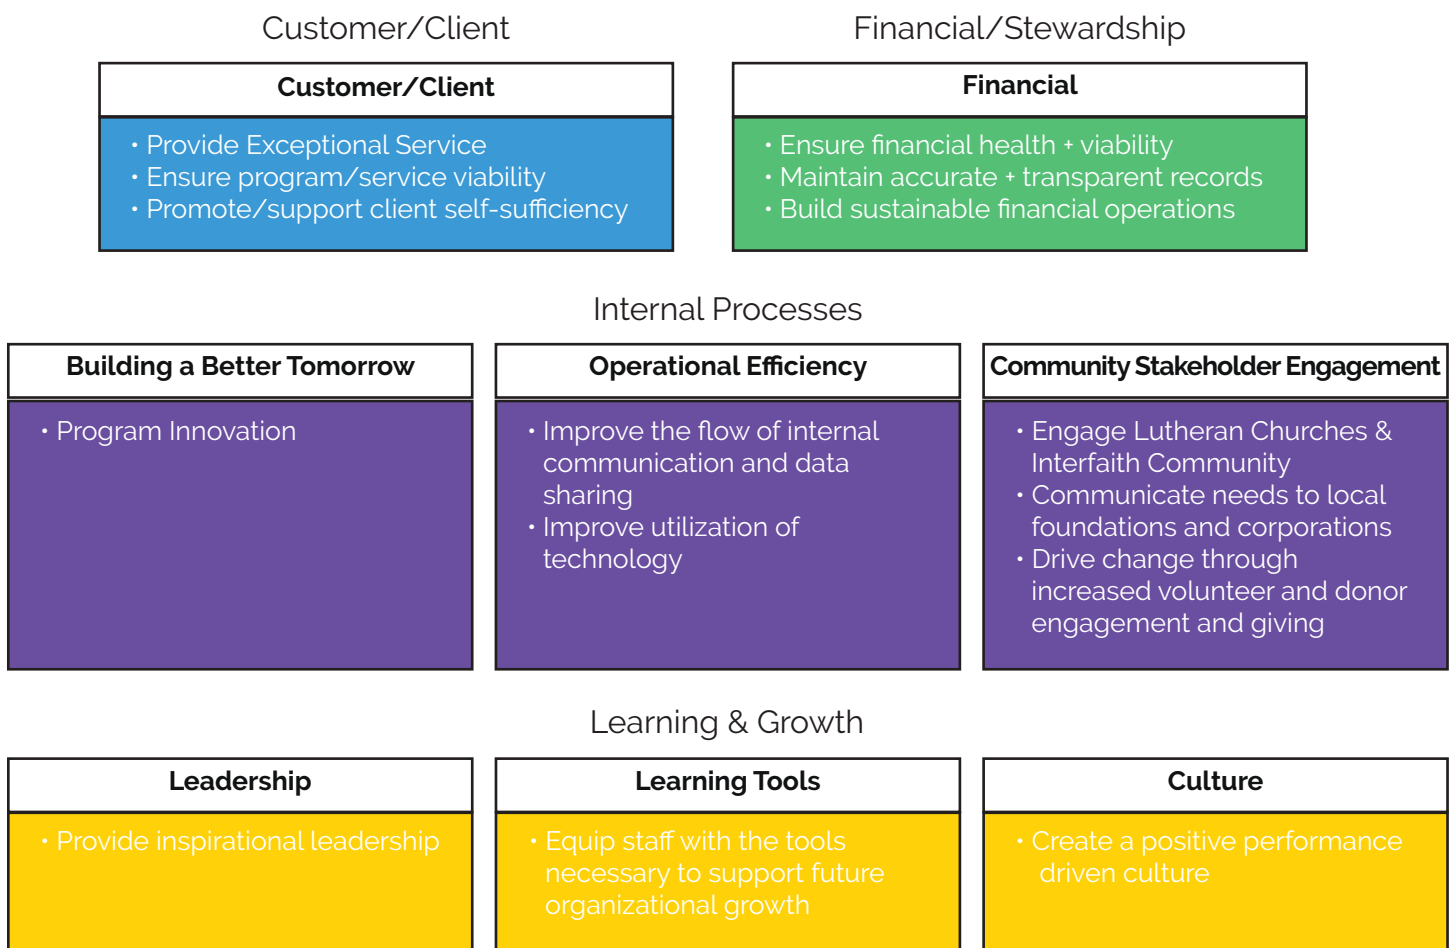 Customer/Client
Financial/Stewardship
Customer/Client
• Provide Exceptional Service
• Ensure program/service viability
• Promote/support client self-sufficiency
Financial
• Ensure financial health + viability
• Maintain accurate + transparent records
• Build sustainable financial operations
Internal Processes
Building a Better Tomorrow
• Program Innovation
Operational Efficiency
• Improve the flow of internal
communication and data
sharing
• Improve utilization of
technology
Community Stakeholder Engagement
• Engage Lutheran Churches &
Interfaith Community
• Communicate needs to local
foundations and corporations
• Drive change through
increased volunteer and donor
engagement and giving
Learning & Growth
Leadership
• Provide inspirational leadership
Learning Tools
• Equip staff with the tools
necessary to support future
organizational growth
Culture
• Create a positive performance
driven culture